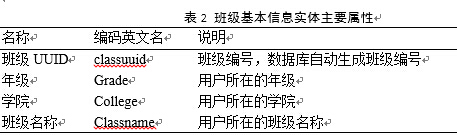 表 2 班级基本信息实体主要属性
名称 编码英文名 说明
班级 UUID classuuid 班级编号，数据库自动生成班级编号
年级 Grade 用户所在的年级
学院 College 用户所在的学院
班级名称 Classname 用户所在的班级名称